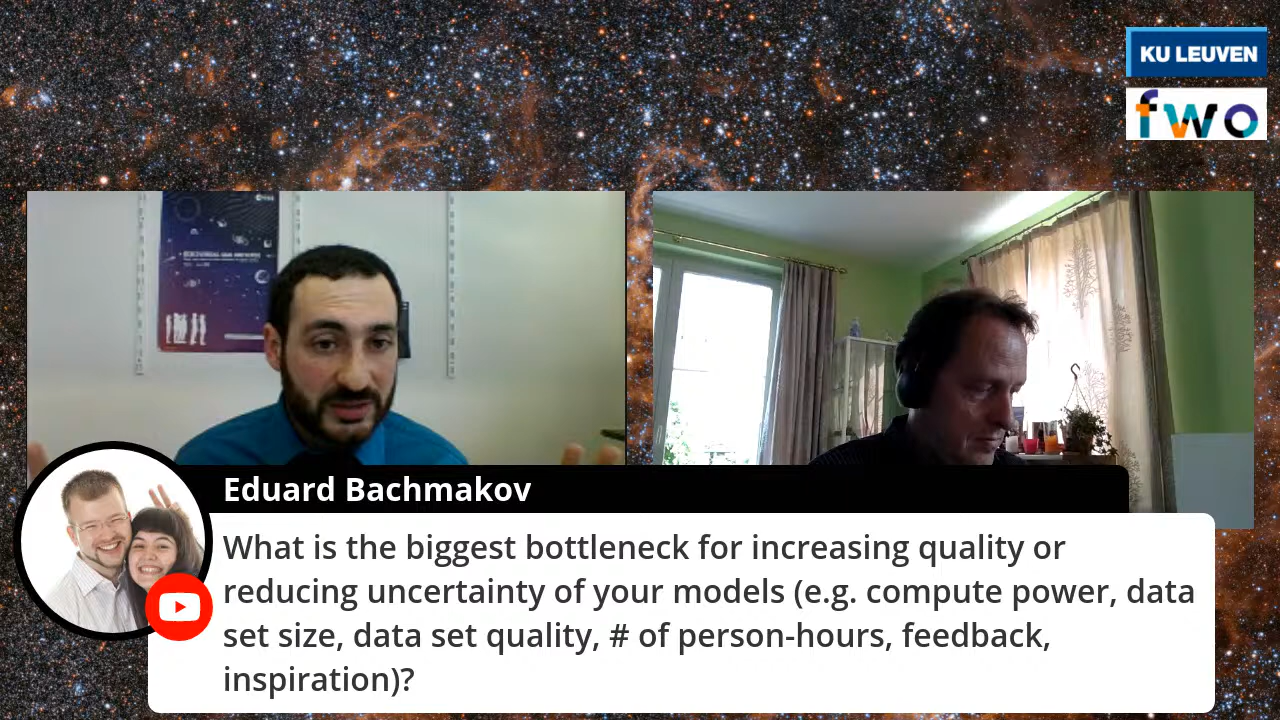 KU LEUVEN
fwo
Eduard Bachmakov
What is the biggest bottleneck for increasing quality or
reducing uncertainty of your models (e.g. compute power, data
set size, data set quality, # of person-hours, feedback,
inspiration)?